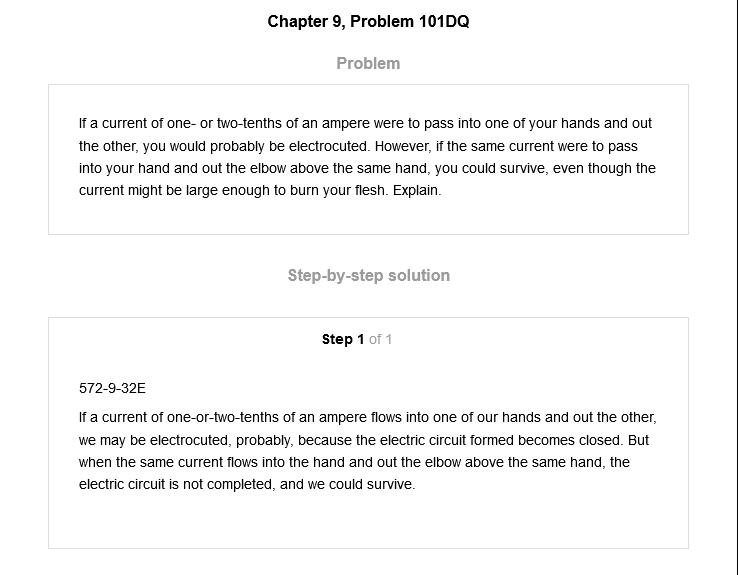 Chapter 9, Problem 101DQ
Problem
If a current of one- or two-tenths of an ampere were to pass into one of your hands and out
the other, you would probably be electrocuted. However, if the same current were to pass
into your hand and out the elbow above the same hand, you could survive, even though the
current might be large enough to burn your flesh. Explain.
Step-by-step solution
Step 1 of 1
572-9-32E
If a current of one-or-two-tenths of an ampere flows into one of our hands and out the other,
we may be electrocuted, probably, because the electric circuit formed becomes closed. But
when the same current flows into the hand and out the elbow above the same hand, the
electric circuit is not completed, and we could survive.